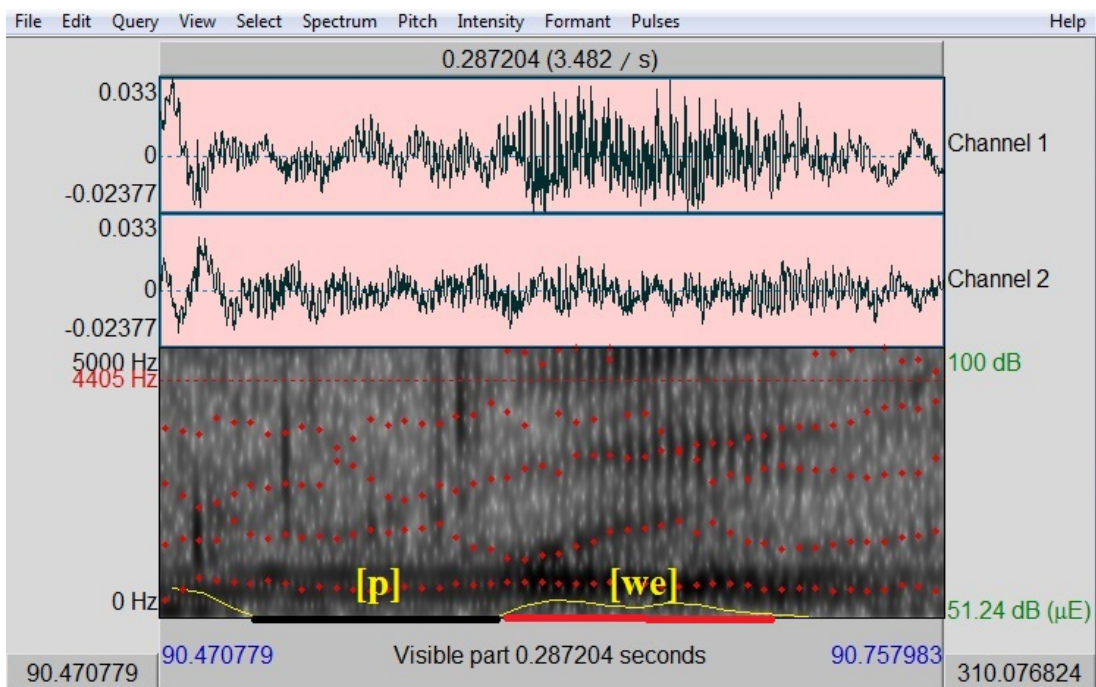 File Edit Query View Select Spectrum Pitch Intensity Formant Pulses Help
0.287204 (3.482 / s)
0.033
0
-0.02377
Channel 1
0.033
0
-0.02377
Channel 2
5000 Hz
4405 Hz
0 Hz
100 dB
51.24 dB (µE)
[p] [we]
90.470779 Visible part 0.287204 seconds 90.757983
90.470779 310.076824